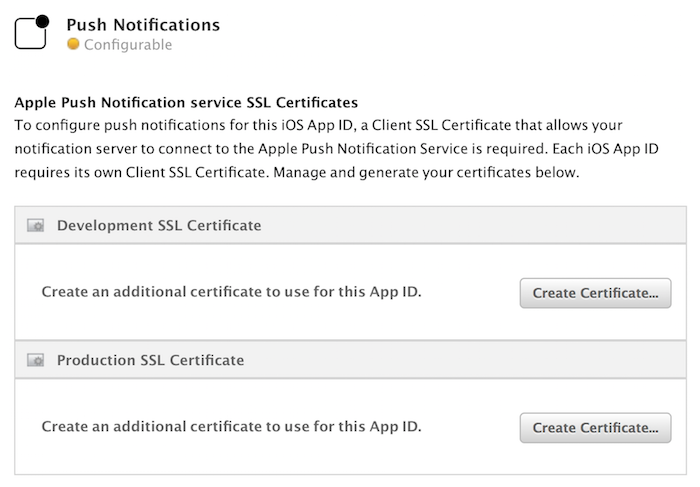 Push Notifications
Configurable
Apple Push Notification service SSL Certificates
To configure push notifications for this iOS App ID, a Client SSL Certificate that allows your
notification server to connect to the Apple Push Notification Service is required. Each iOS App ID
requires its own Client SSL Certificate. Manage and generate your certificates below.
Development SSL Certificate
Create an additional certificate to use for this App ID.
Create Certificate...
Production SSL Certificate
Create an additional certificate to use for this App ID.
Create Certificate...